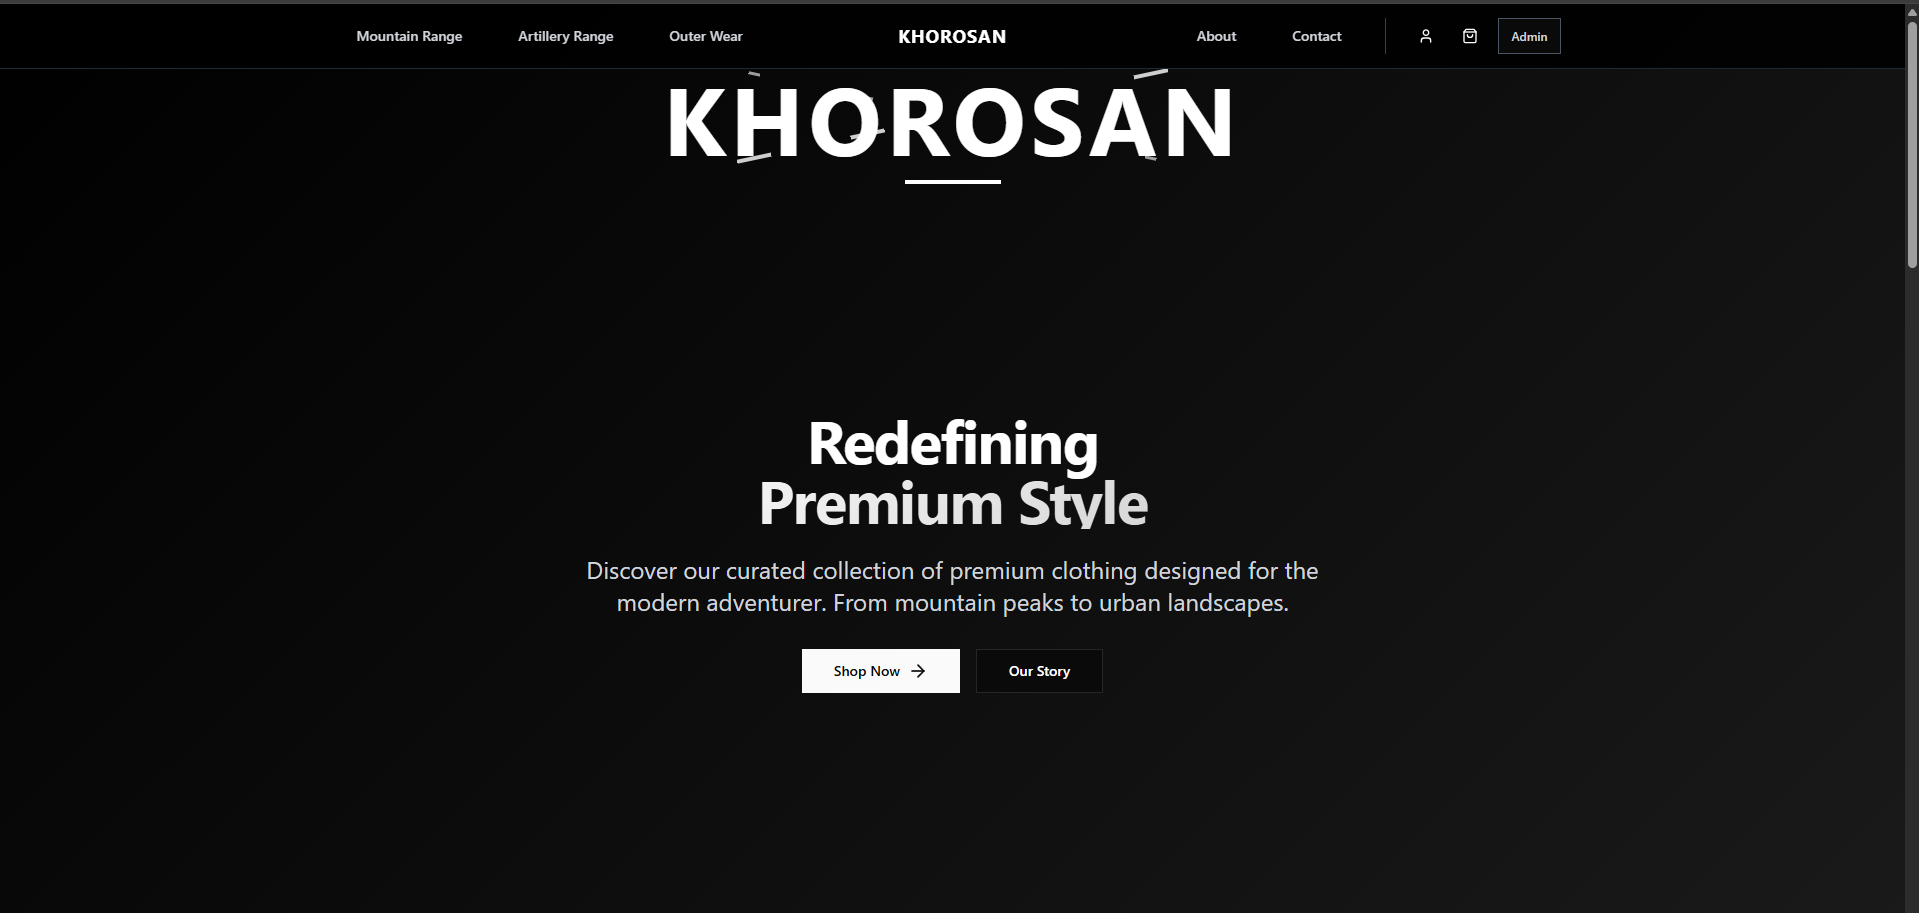 Mountain Range
Artillery Range
Outer Wear
KHOROSAN
About
Contact
Admin
KHOROSAN
Redefining
Premium Style
Discover our curated collection of premium clothing designed for the
modern adventurer. From mountain peaks to urban landscapes.
Shop Now
Our Story